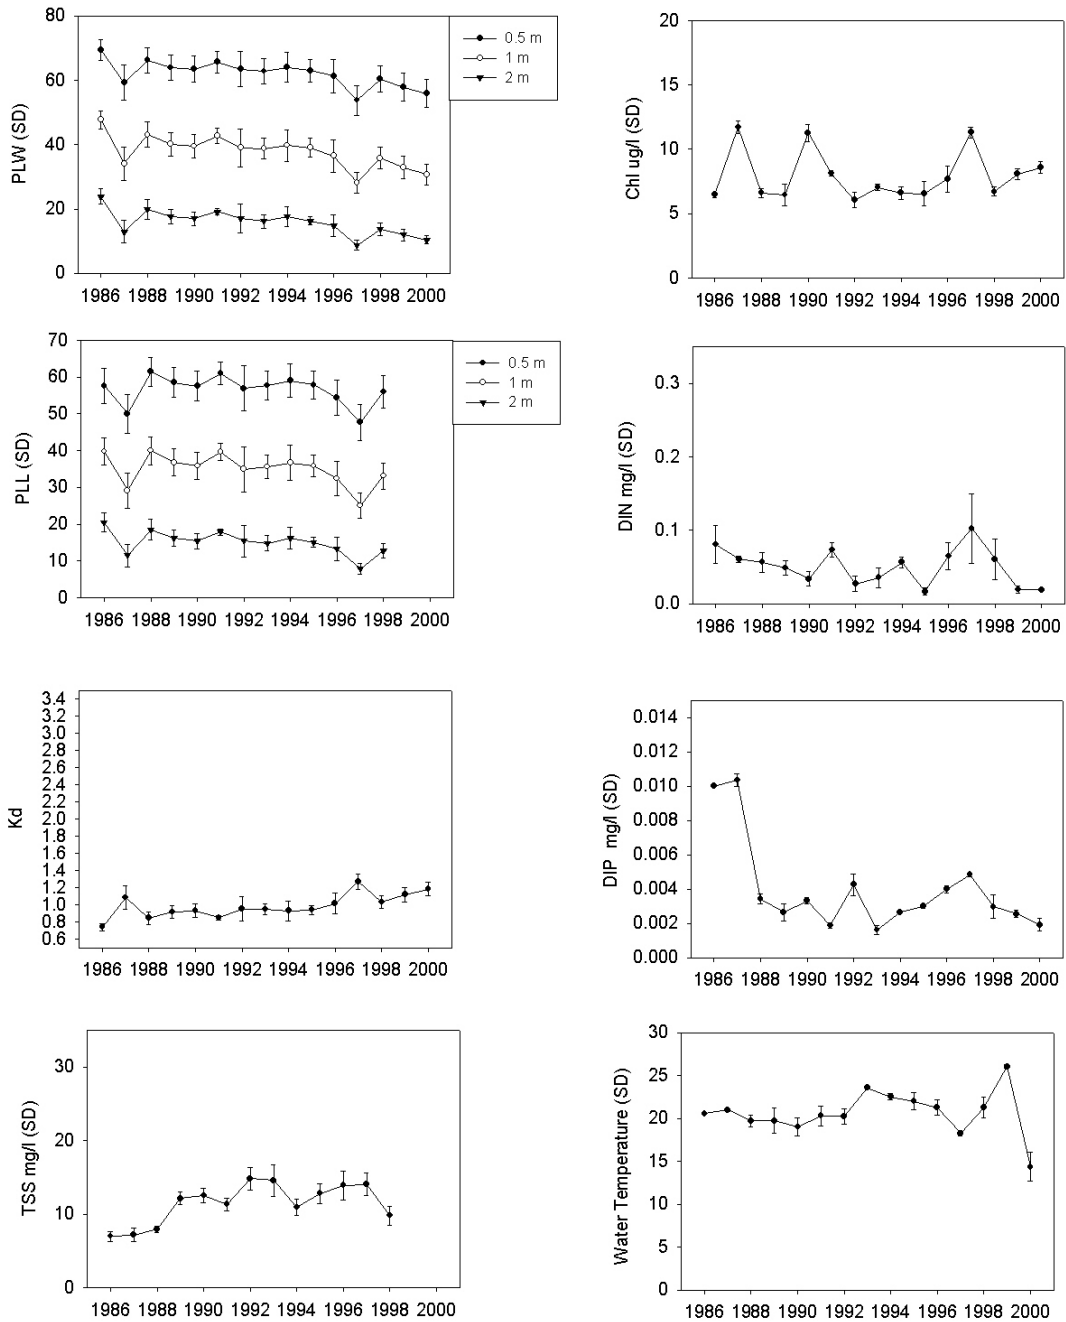 PLW (SD)
80
60
40
20
0
1986 1988 1990 1992 1994 1996 1998 2000
0.5 m
1 m
2 m
Chl ug/l (SD)
20
15
10
5
0
1986 1988 1990 1992 1994 1996 1998 2000
PLL (SD)
70
60
50
40
30
20
10
0
1986 1988 1990 1992 1994 1996 1998 2000
0.5 m
1 m
2 m
DIN mg/l (SD)
0.3
0.2
0.1
0.0
1986 1988 1990 1992 1994 1996 1998 2000
Kd
3.4
3.2
3.0
2.8
2.6
2.4
2.2
2.0
1.8
1.6
1.4
1.2
1.0
0.8
0.6
1986 1988 1990 1992 1994 1996 1998 2000
DIP mg/l (SD)
0.014
0.012
0.010
0.008
0.006
0.004
0.002
0.000
1986 1988 1990 1992 1994 1996 1998 2000
TSS mg/l (SD)
30
20
10
0
1986 1988 1990 1992 1994 1996 1998 2000
Water Temperature (SD)
30
25
20
15
10
5
0
1986 1988 1990 1992 1994 1996 1998 2000